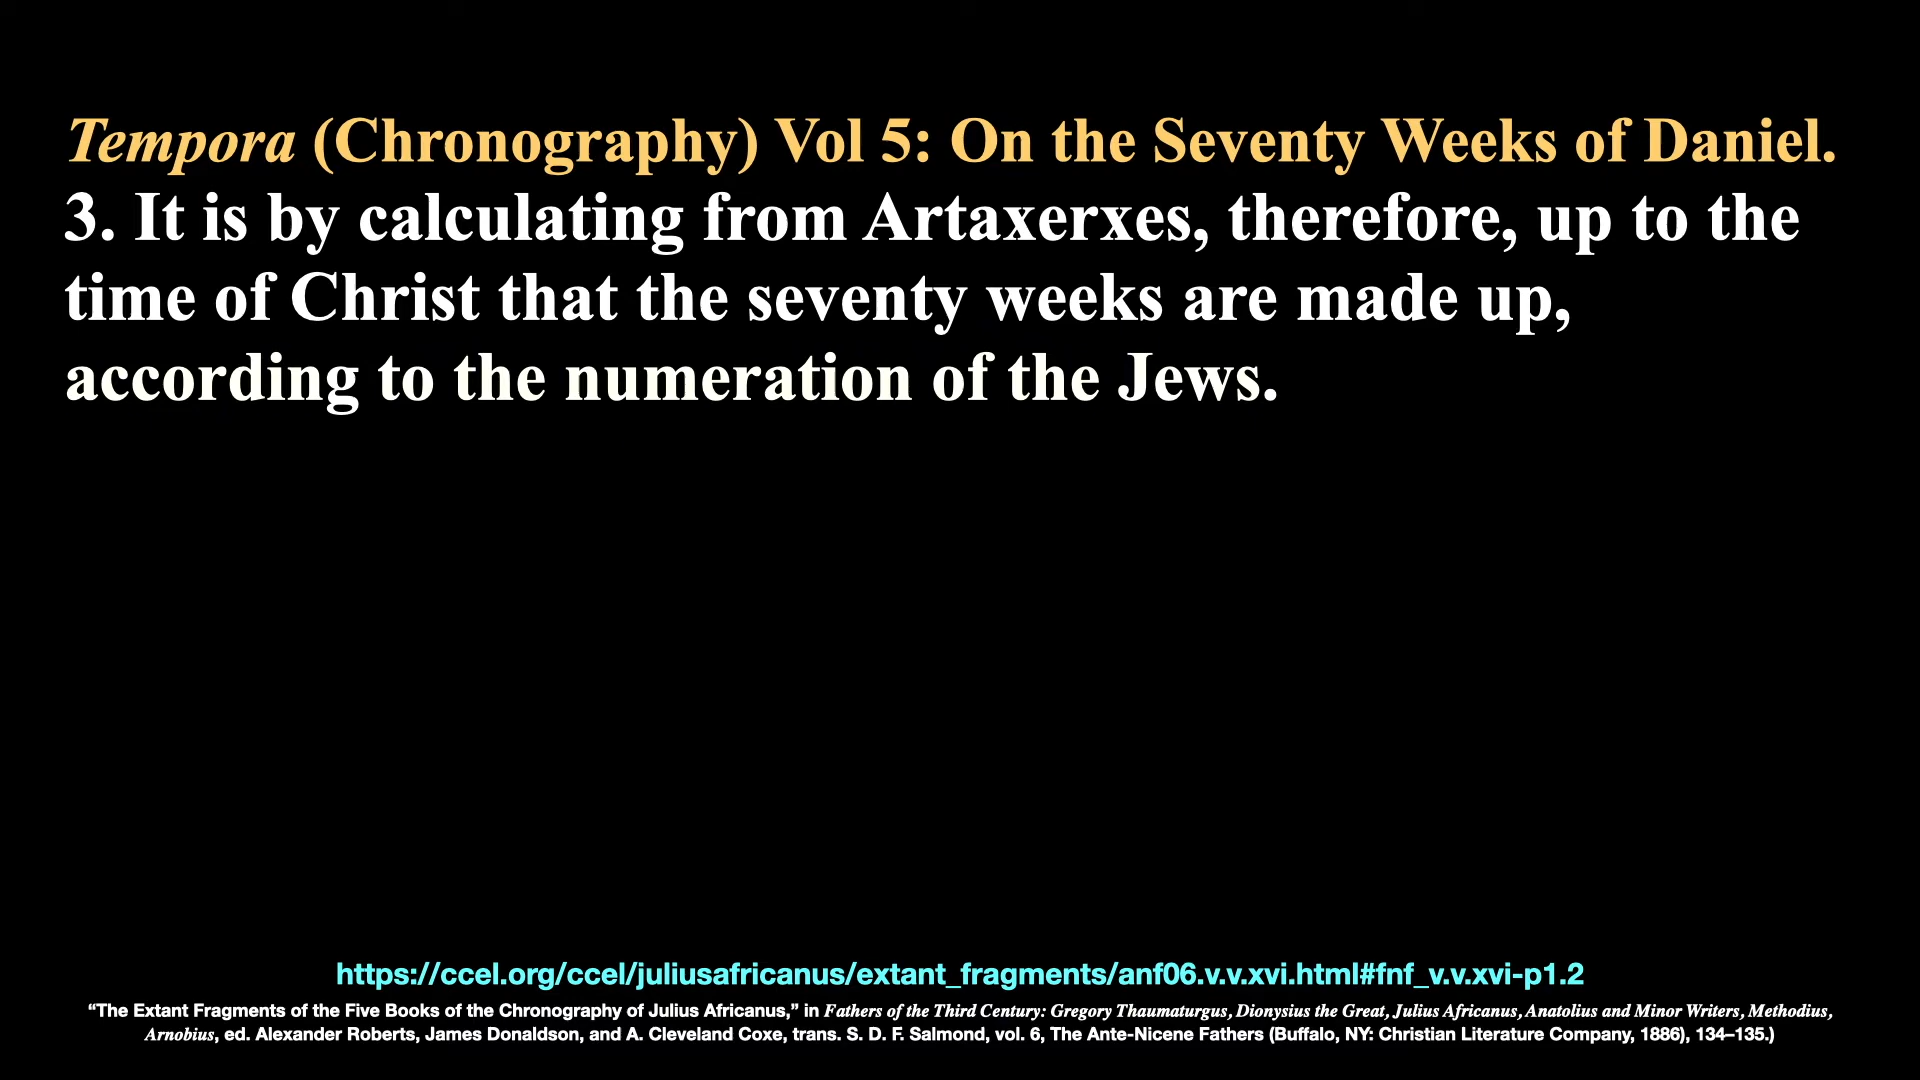 Tempora (Chronography) Vol 5: On the Seventy Weeks of Daniel.
3. It is by calculating from Artaxerxes, therefore, up to the
time of Christ that the seventy weeks are made up,
according to the numeration of the Jews.
https://ccel.org/ccel/juliusafricanus/extant_fragments/anf06.v.v.xvi.html#fnf_v.v.xvi-p1.2
“The Extant Fragments of the Five Books of the Chronography of Julius Africanus,” in Fathers of the Third Century: Gregory Thaumaturgus, Dionysius the Great, Julius Africanus, Anatolius and Minor Writers, Methodius,
Arnobius, ed. Alexander Roberts, James Donaldson, and A. Cleveland Coxe, trans. S. D. F. Salmond, vol. 6, The Ante-Nicene Fathers (Buffalo, NY: Christian Literature Company, 1886), 134–135.)